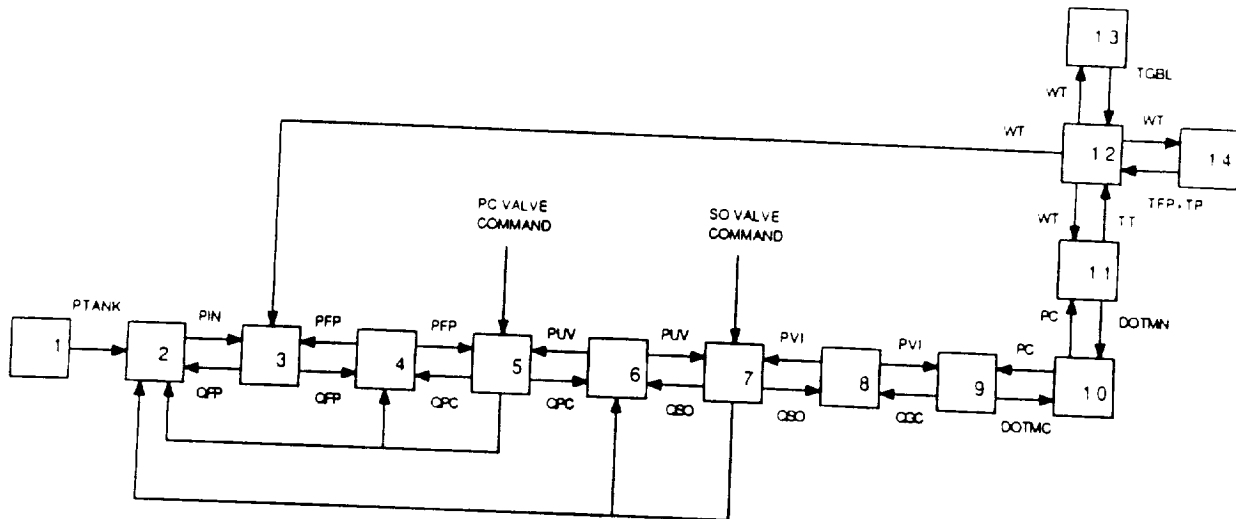 13
TGBL
WT
WT
WT
12
14
TFP+TP
WT
TT
PC VALVE
COMMAND
SO VALVE
COMMAND
11
PC
DOTMN
PTANK
PIN
PFP
PFP
PUV
PUV
PVI
PVI
PC
1
2
3
4
5
6
7
8
9
10
QFP
QFP
QPC
QPC
QSO
QSO
QGC
DOTMC